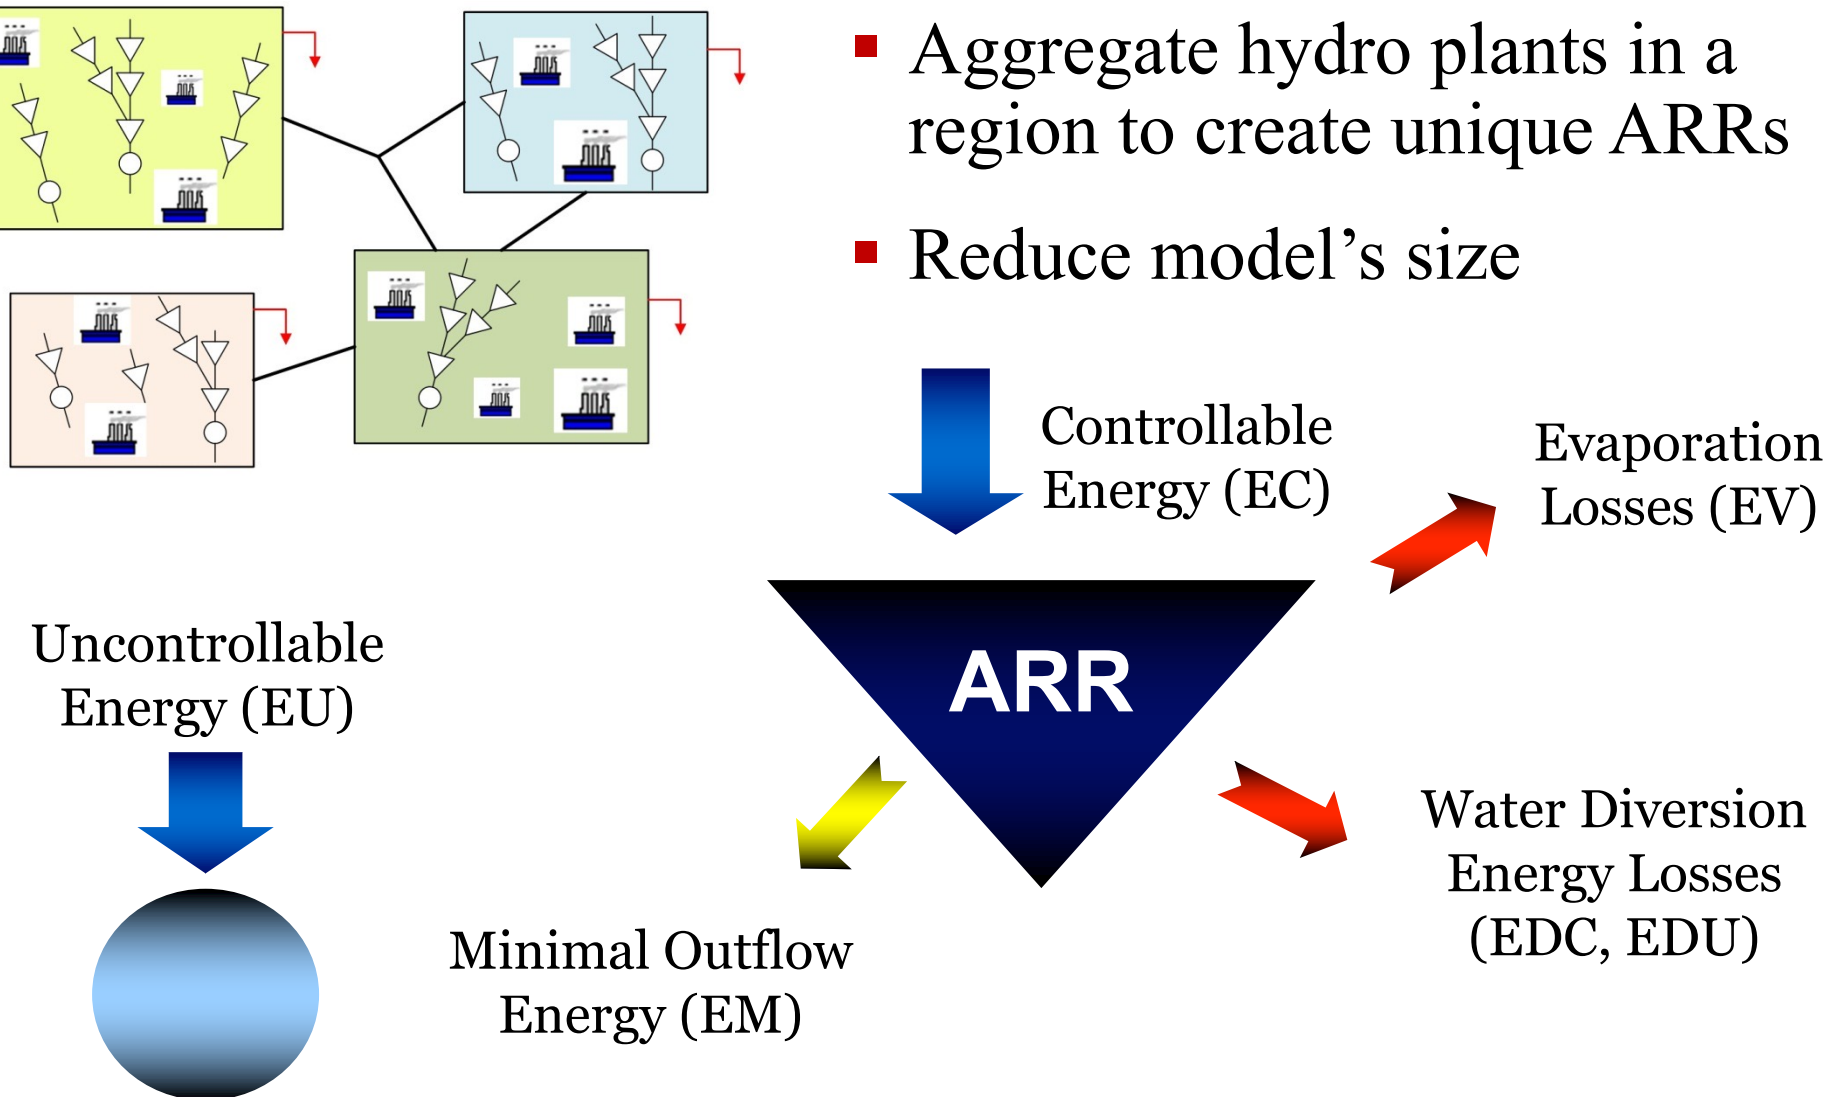 Aggregate hydro plants in a
region to create unique ARRs
Reduce model’s size
Controllable
Energy (EC)
Evaporation
Losses (EV)
Uncontrollable
Energy (EU)
ARR
Water Diversion
Energy Losses
(EDC, EDU)
Minimal Outflow
Energy (EM)